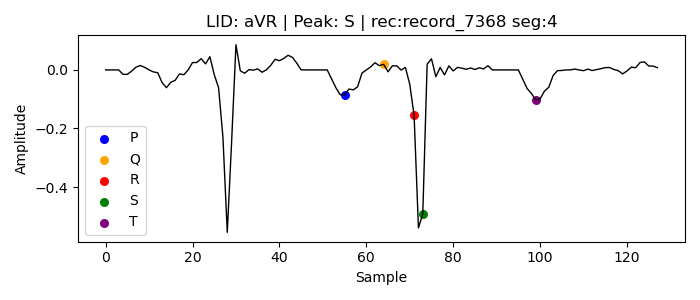 LID: aVR | Peak: S | rec:record_7368 seg:4
Amplitude
0.0
−0.2
−0.4
P
Q
R
S
T
0 20 40 60 80 100 120
Sample